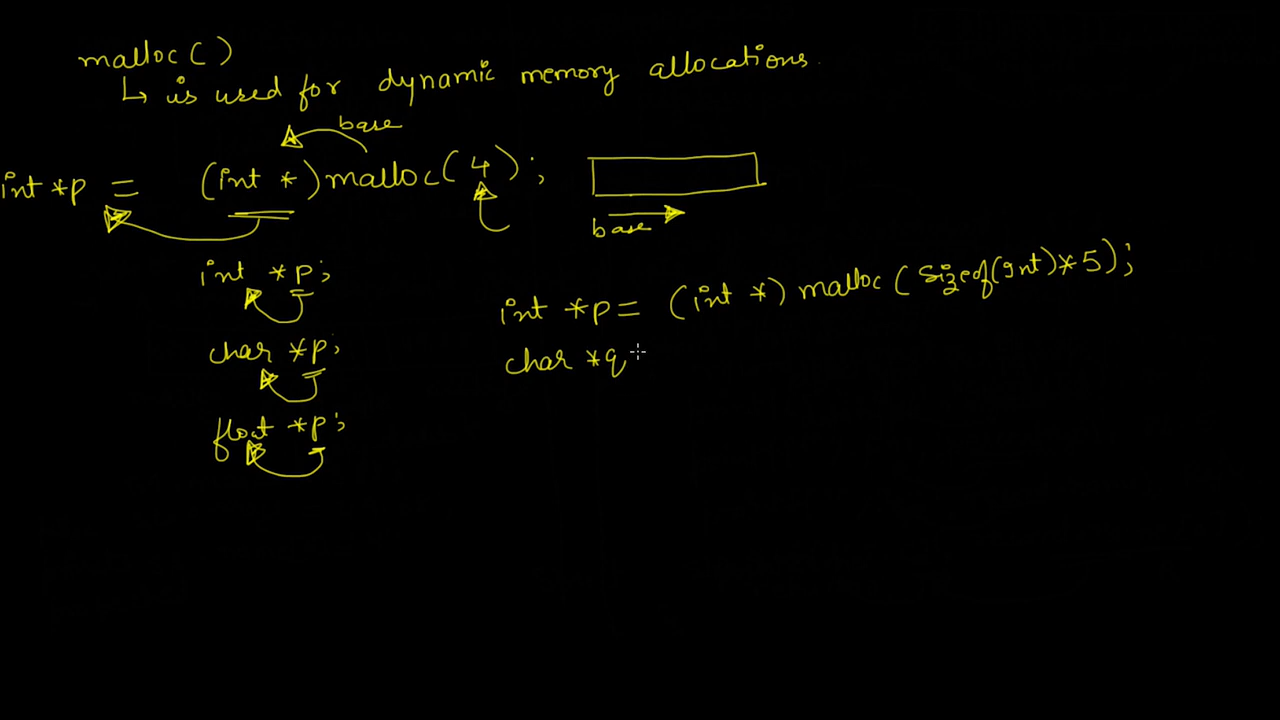 malloc()
↳ is used for dynamic memory allocations.
base
int *p = (int *)malloc(4);
base
int *p;
int *p = (int *) malloc(sizeof(int)*5);
char *p;
char *q
float *p;